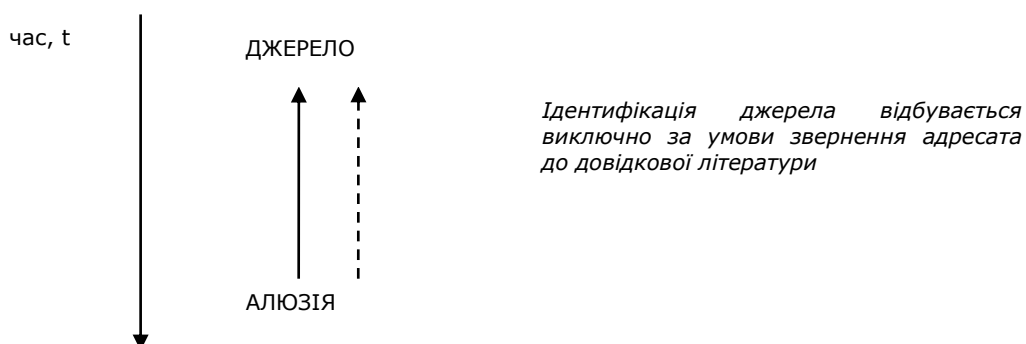 час, t
ДЖЕРЕЛО
Ідентифікація джерела відбувається
виключно за умови звернення адресата
до довідкової літератури
АЛЮЗІЯ